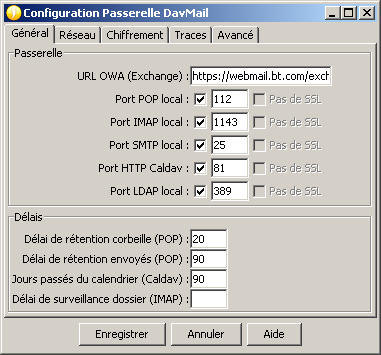 Configuration Passerelle DavMail
Général Réseau Chiffrement Traces Avancé
Passerelle
URL OWA (Exchange) : https://webmail.bt.com/exch
Port POP local : 112 Pas de SSL
Port IMAP local : 1143 Pas de SSL
Port SMTP local : 25 Pas de SSL
Port HTTP Caldav : 81 Pas de SSL
Port LDAP local : 389 Pas de SSL
Délais
Délai de rétention corbeille (POP) : 20
Délai de rétention envoyés (POP) : 90
Jours passés du calendrier (Caldav) : 90
Délai de surveillance dossier (IMAP) :
Enregistrer Annuler Aide